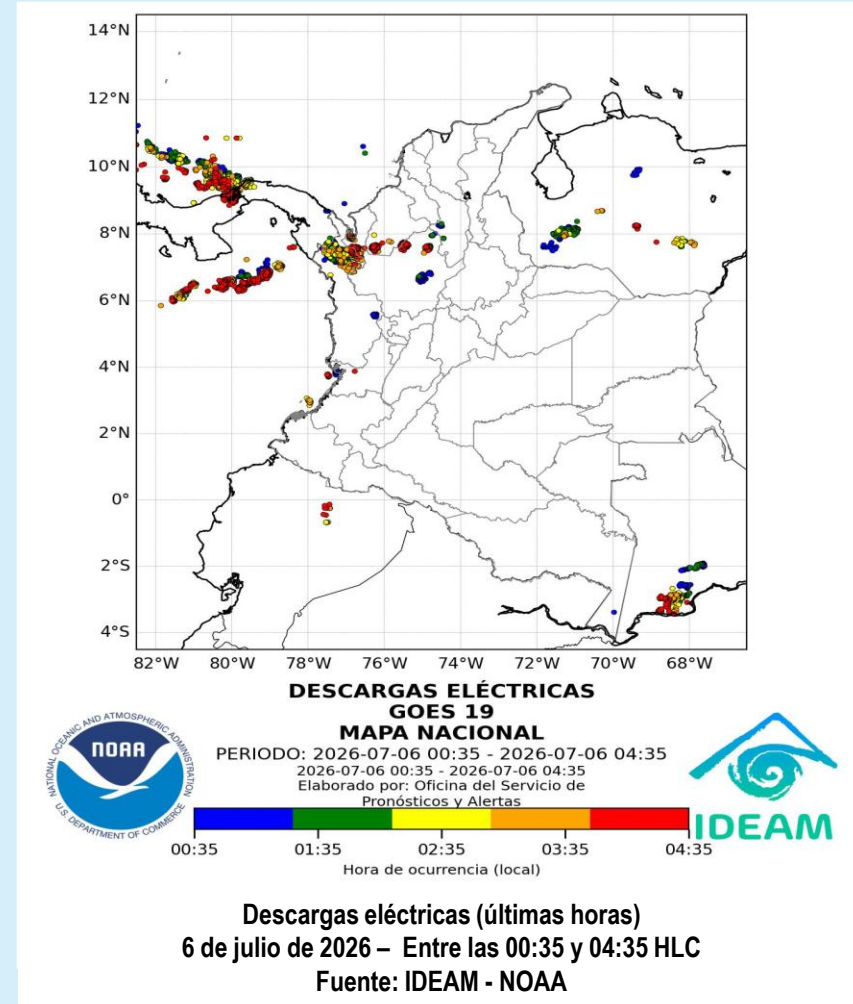 14°N
12°N
10°N
8°N
6°N
4°N
2°N
0°
2°S
4°S
82°W 80°W 78°W 76°W 74°W 72°W 70°W 68°W
DESCARGAS ELÉCTRICAS
GOES 19
MAPA NACIONAL
PERIODO: 2026-07-06 00:35 - 2026-07-06 04:35
2026-07-06 00:35 - 2026-07-06 04:35
Elaborado por: Oficina del Servicio de
Pronósticos y Alertas
NATIONAL OCEANIC AND ATMOSPHERIC ADMINISTRATION
NOAA
U.S. DEPARTMENT OF COMMERCE
IDEAM
00:35 01:35 02:35 03:35 04:35
Hora de ocurrencia (local)
Descargas eléctricas (últimas horas)
6 de julio de 2026 – Entre las 00:35 y 04:35 HLC
Fuente: IDEAM - NOAA